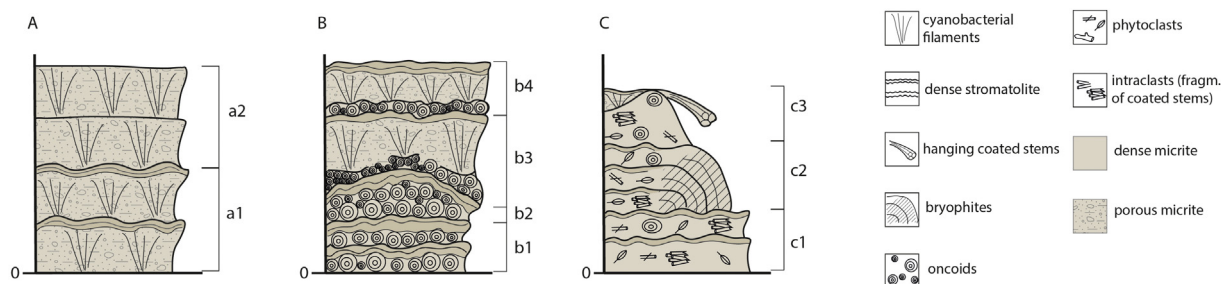 A
B
C
a2
a1
0
b4
b3
b2
b1
0
c3
c2
c1
0
cyanobacterial
filaments
dense stromatolite
hanging coated stems
bryophites
oncoids
phytoclasts
intraclasts (fragm.
of coated stems)
dense micrite
porous micrite